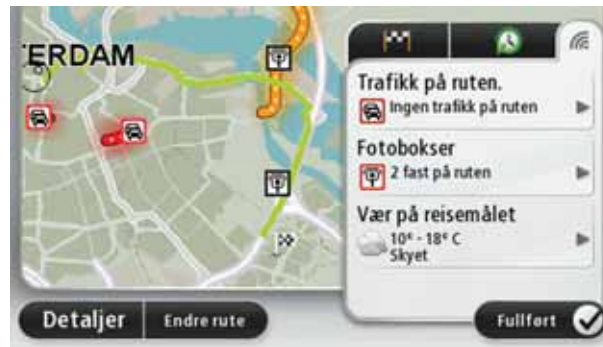 ERDAM
Trafikk på ruten.
Ingen trafikk på ruten
Fotobokser
2 fast på ruten
Vær på reisemålet
10° - 18° C
Skyet
Detaljer
Endre rute
Fullført